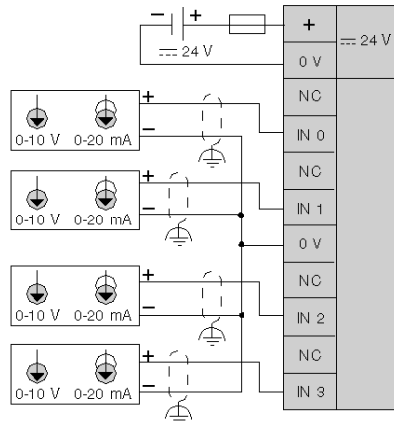 − + +
⎓ 24 V
⎓ 24 V
0 V
NC
+
0-10 V 0-20 mA
−
IN 0
NC
+
0-10 V 0-20 mA
−
IN 1
0 V
NC
+
0-10 V 0-20 mA
−
IN 2
NC
+
0-10 V 0-20 mA
−
IN 3